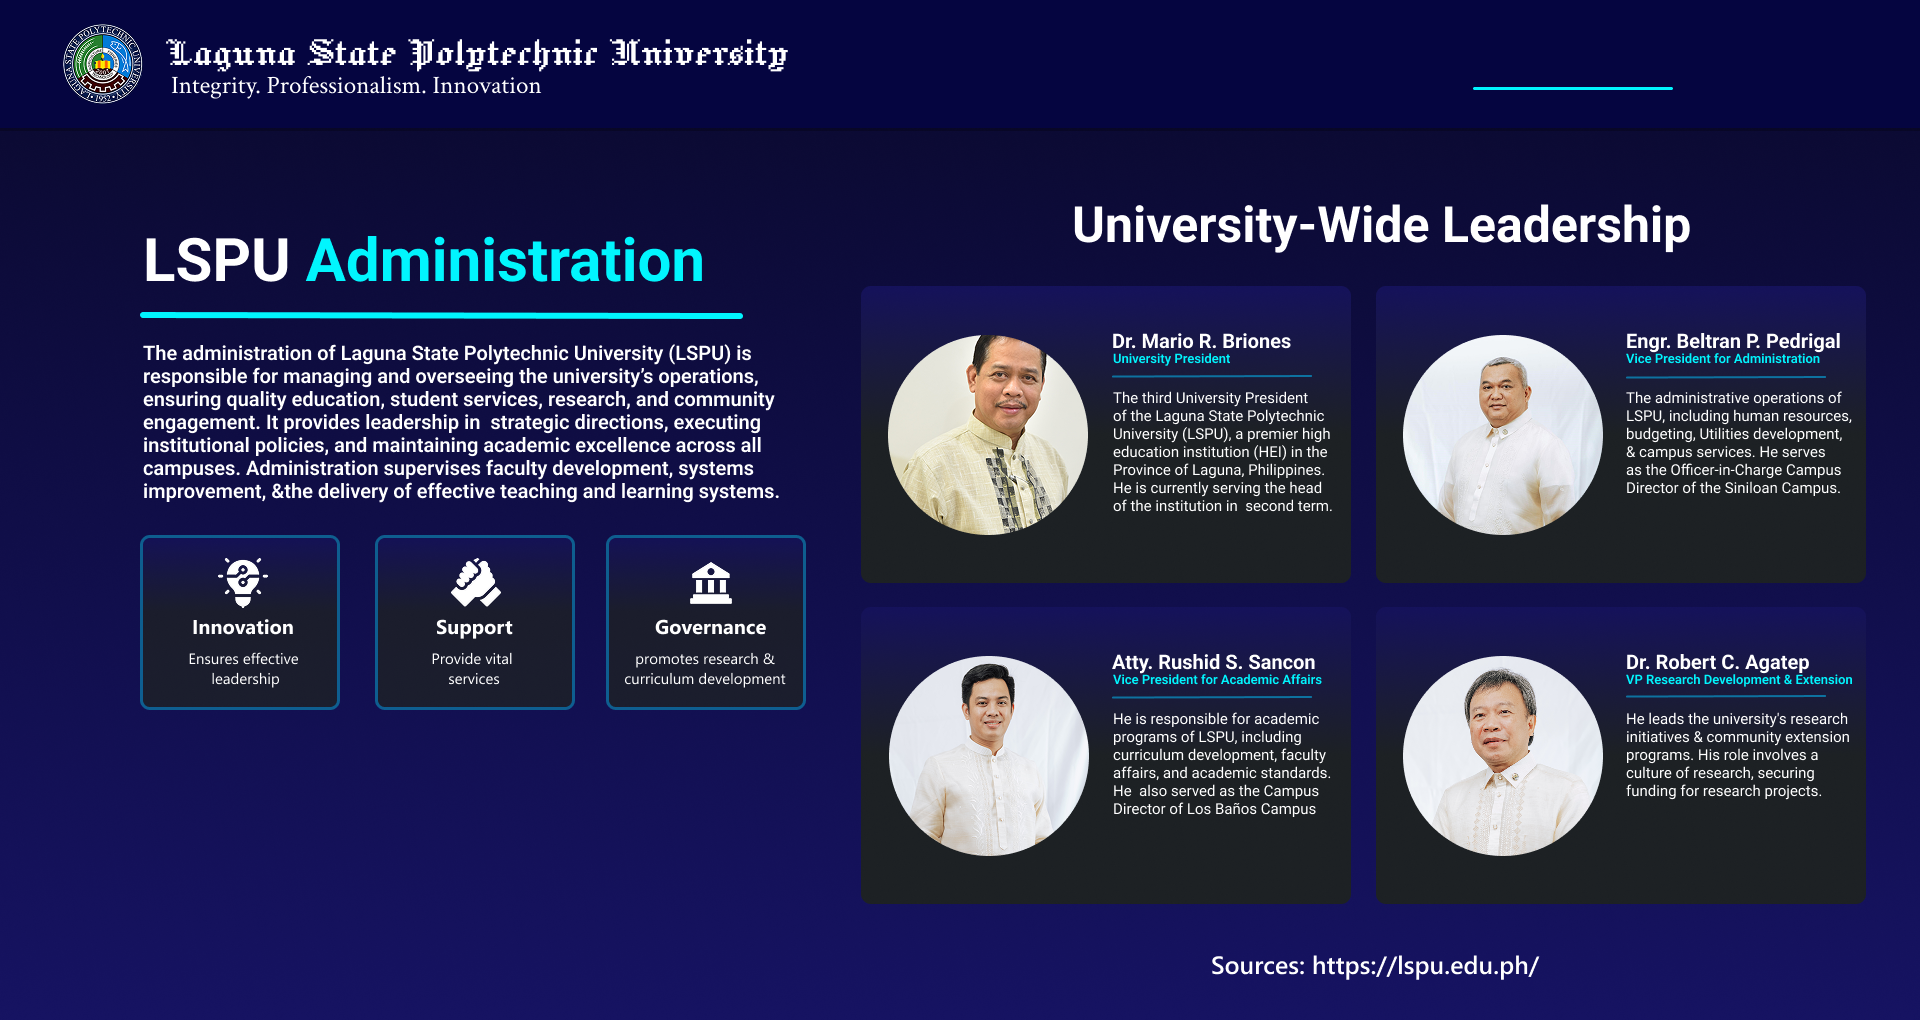 LAGUNA STATE POLYTECHNIC UNIVERSITY
• 1952 •
Laguna State Polytechnic University
Integrity. Professionalism. Innovation
LSPU Administration
The administration of Laguna State Polytechnic University (LSPU) is
responsible for managing and overseeing the university’s operations,
ensuring quality education, student services, research, and community
engagement. It provides leadership in  strategic directions, executing
institutional policies, and maintaining academic excellence across all
campuses. Administration supervises faculty development, systems
improvement, &the delivery of effective teaching and learning systems.
Innovation
Ensures effective
leadership
Support
Provide vital
services
Governance
promotes research &
curriculum development
University-Wide Leadership
Dr. Mario R. Briones
University President
The third University President
of the Laguna State Polytechnic
University (LSPU), a premier high
education institution (HEI) in the
Province of Laguna, Philippines.
He is currently serving the head
of the institution in  second term.
Engr. Beltran P. Pedrigal
Vice President for Administration
The administrative operations of
LSPU, including human resources,
budgeting, Utilities development,
& campus services. He serves
as the Officer-in-Charge Campus
Director of the Siniloan Campus.
Atty. Rushid S. Sancon
Vice President for Academic Affairs
He is responsible for academic
programs of LSPU, including
curriculum development, faculty
affairs, and academic standards.
He  also served as the Campus
Director of Los Baños Campus
Dr. Robert C. Agatep
VP Research Development & Extension
He leads the university's research
initiatives & community extension
programs. His role involves a
culture of research, securing
funding for research projects.
Sources: https://lspu.edu.ph/